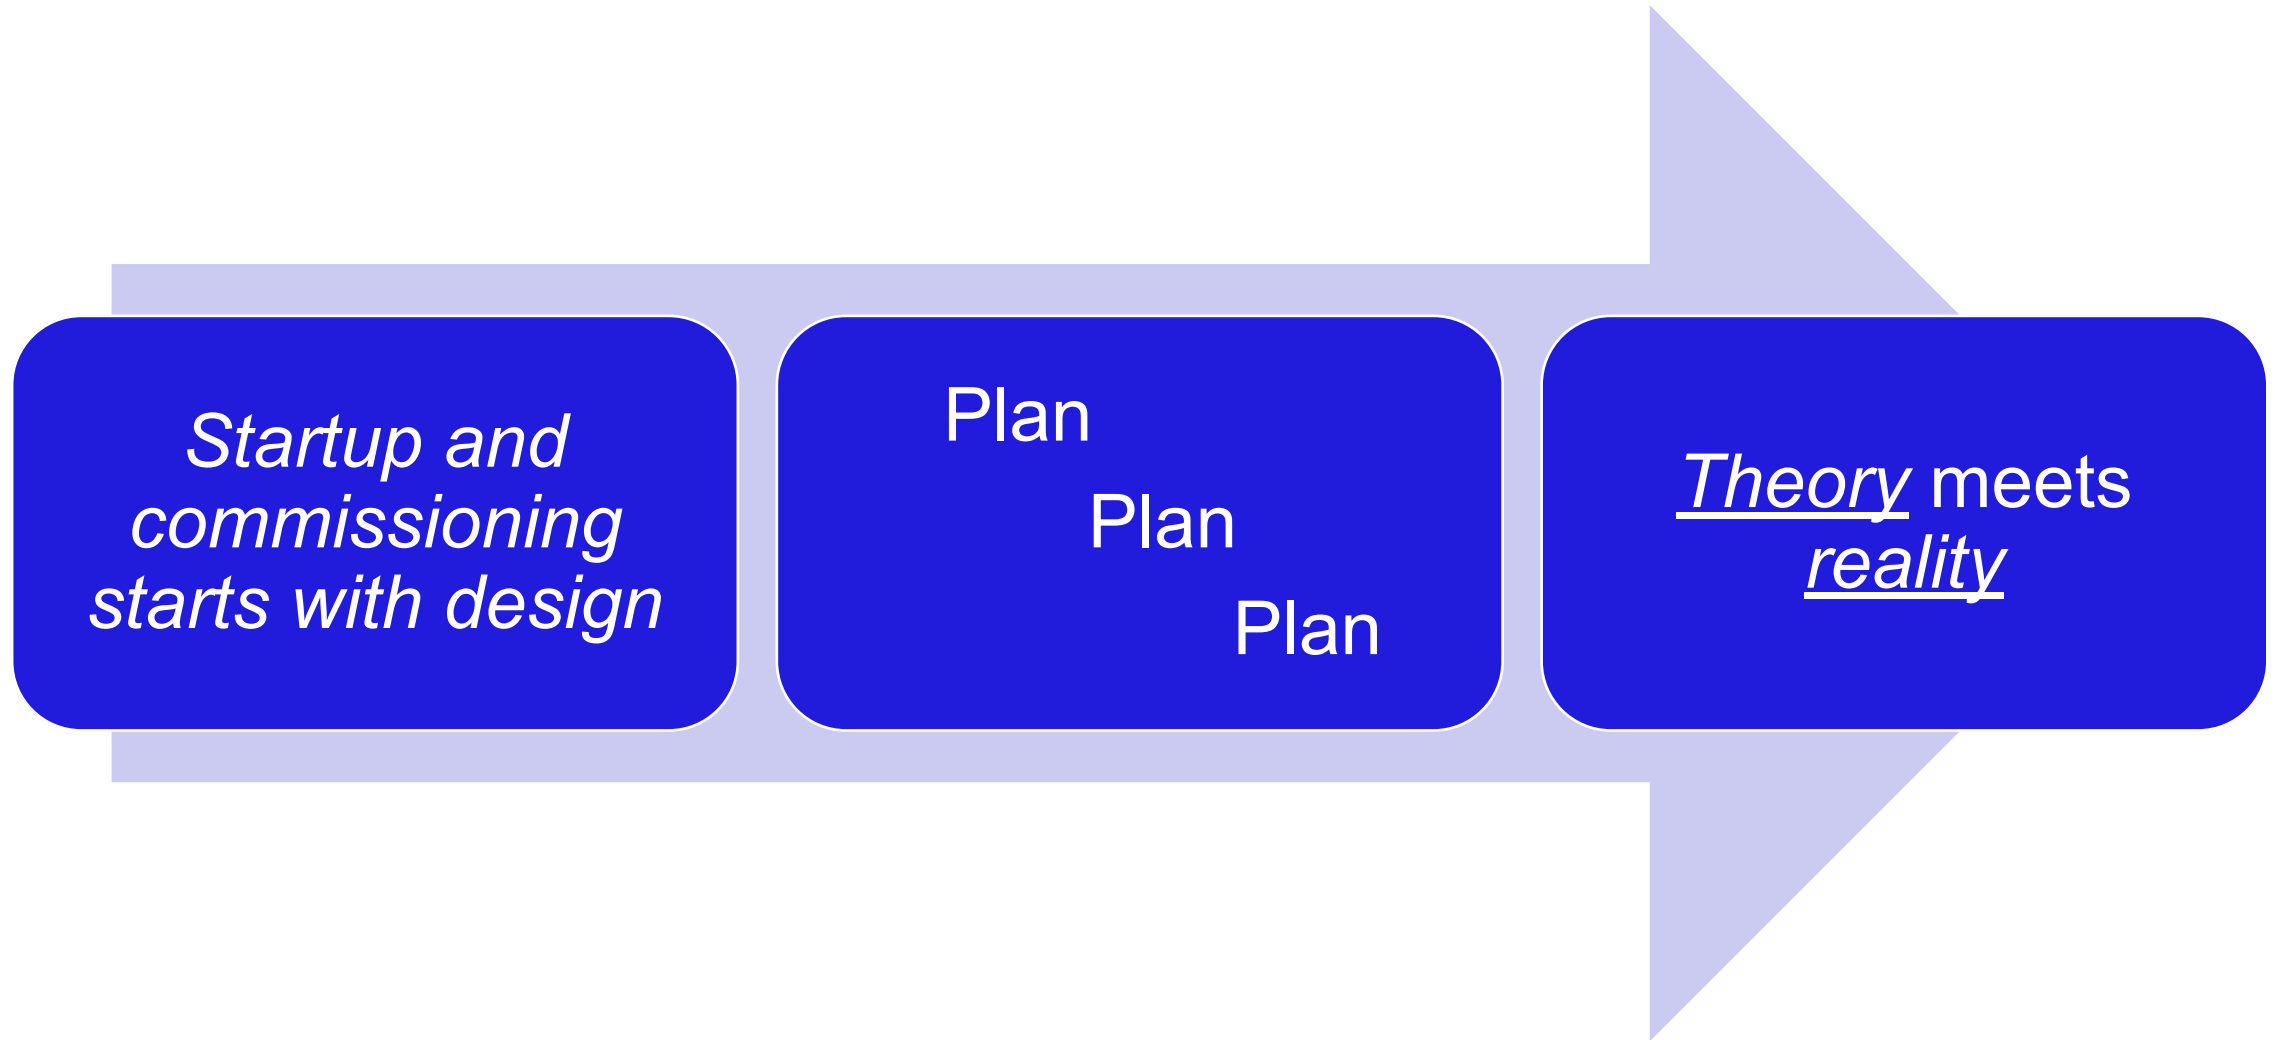 Startup and
commissioning
starts with design
Plan
Plan
Plan
Theory meets
reality